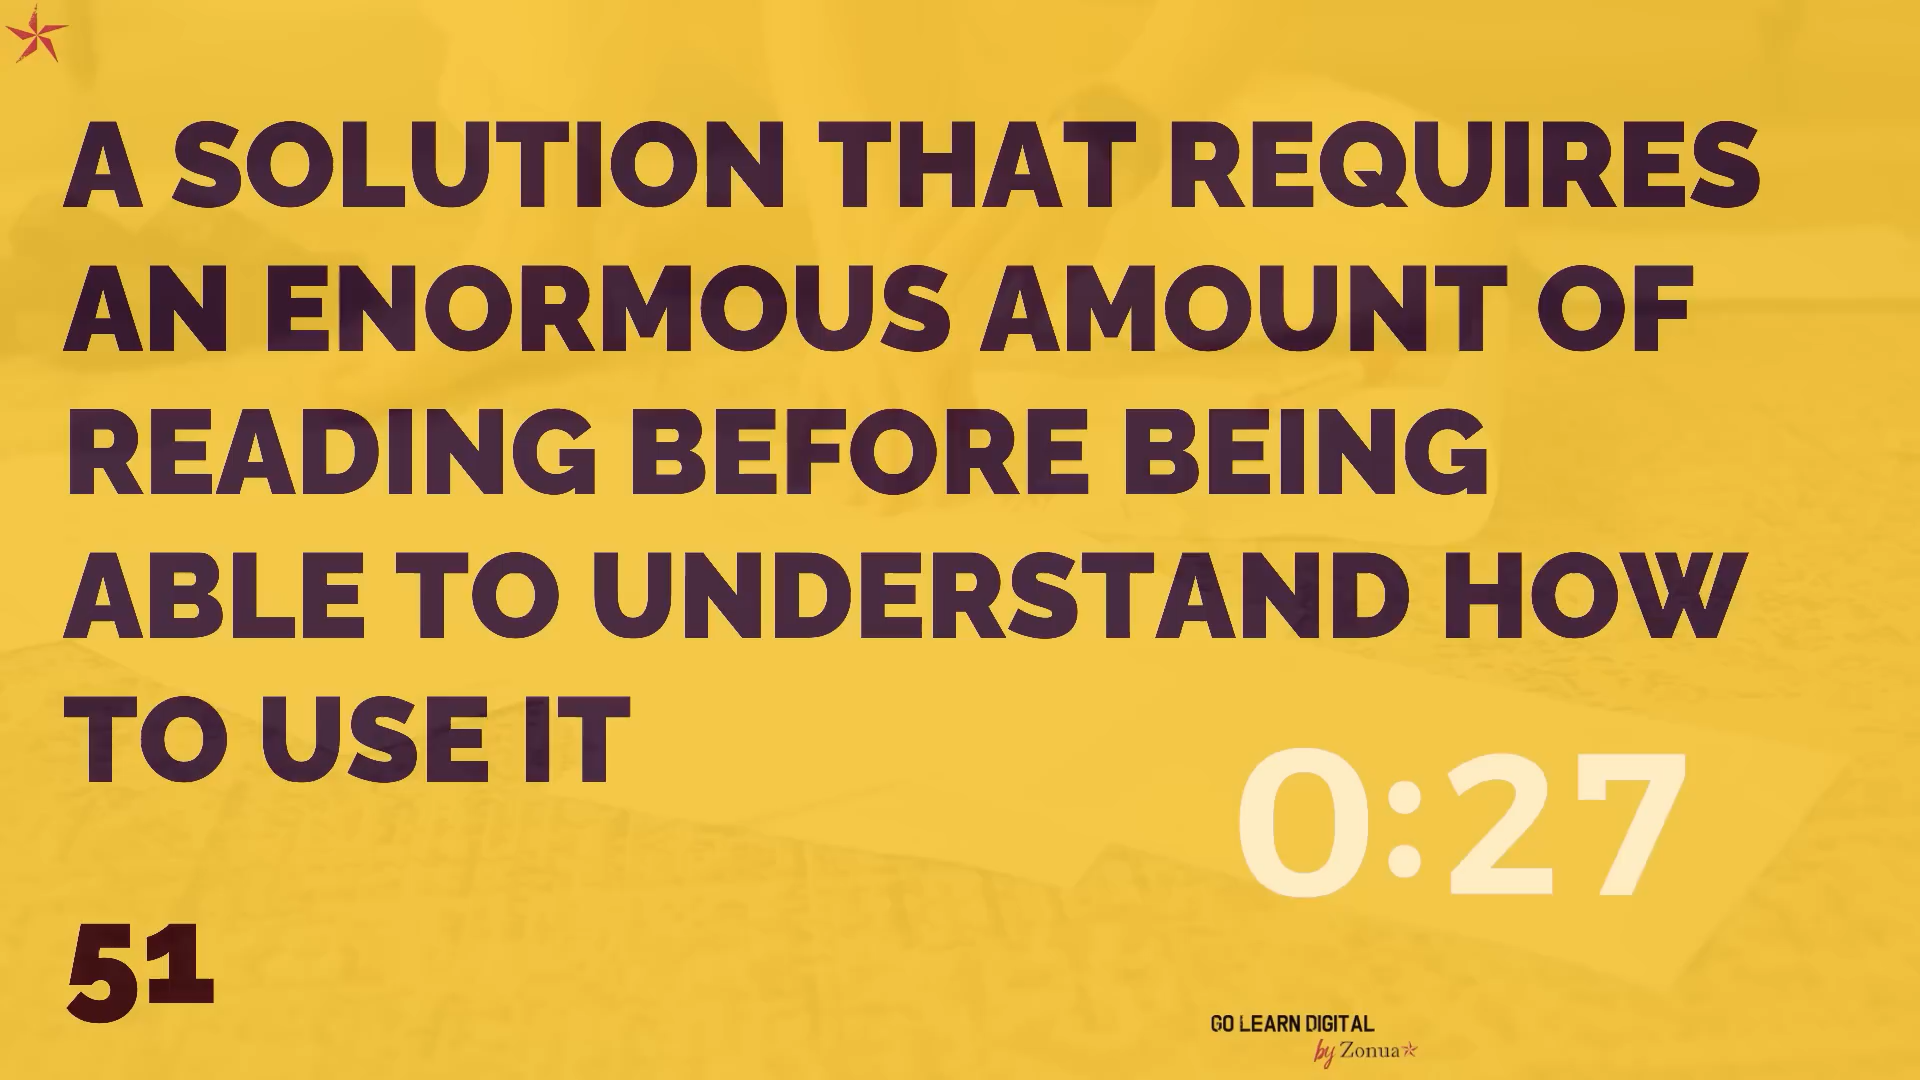 A SOLUTION THAT REQUIRES
AN ENORMOUS AMOUNT OF
READING BEFORE BEING
ABLE TO UNDERSTAND HOW
TO USE IT
0:27
51
GO LEARN DIGITAL
by Zonua